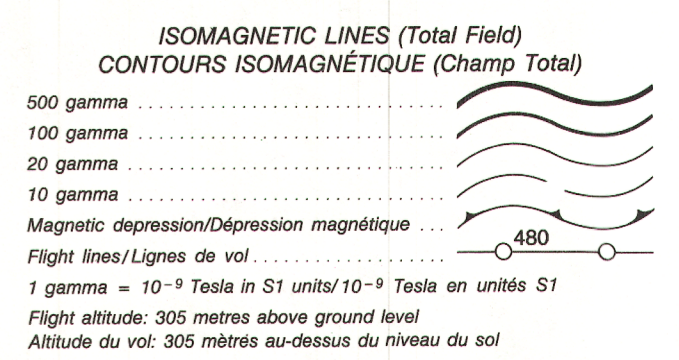 ISOMAGNETIC LINES (Total Field)
CONTOURS ISOMAGNÉTIQUE (Champ Total)
500 gamma ..............................
100 gamma ..............................
20 gamma ..............................
10 gamma ..............................
Magnetic depression/Dépression magnétique ...
Flight lines/Lignes de vol ................ 480
1 gamma = 10⁻⁹ Tesla in S1 units/10⁻⁹ Tesla en unités S1
Flight altitude: 305 metres above ground level
Altitude du vol: 305 mètres au-dessus du niveau du sol